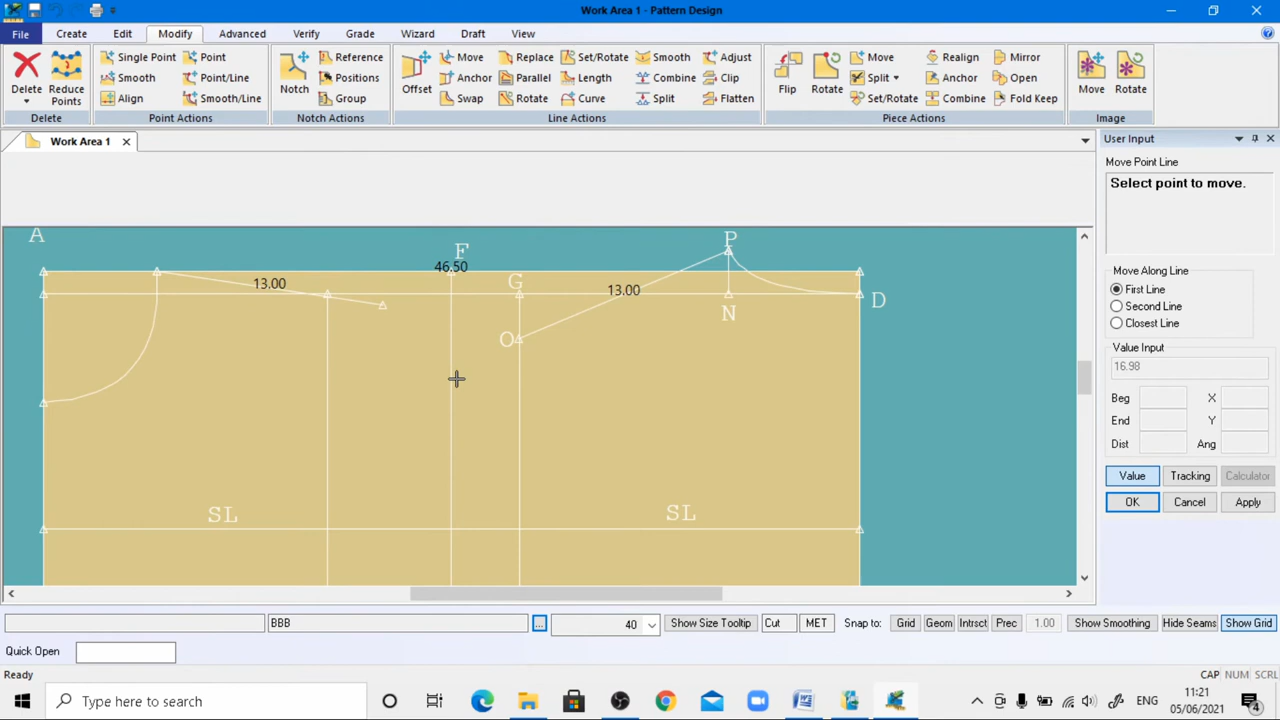 Work Area 1 - Pattern Design
File Create Edit Modify Advanced Verify Grade Wizard Draft View
Single Point Point Reference Move Replace Set/Rotate Smooth Adjust Move Realign Mirror
Delete Reduce Points Smooth Point/Line Notch Positions Offset Anchor Parallel Length Combine Clip Flip Rotate Split Anchor Open Move Rotate
Align Smooth/Line Group Swap Rotate Curve Split Flatten Set/Rotate Combine Fold Keep
Delete Point Actions Notch Actions Line Actions Piece Actions Image
Work Area 1
User Input
Move Point Line
Select point to move.
A
F
P
46.50
13.00
G
13.00
D
N
O
SL
SL
Move Along Line
First Line
Second Line
Closest Line
Value Input
16.98
Beg X
End Y
Dist Ang
Value Tracking Calculator
OK Cancel Apply
BBB ... 40 Show Size Tooltip Cut MET Snap to: Grid Geom Intrsct Prec 1.00 Show Smoothing Hide Seams Show Grid
Quick Open
Ready CAP NUM SCRL
Type here to search
ENG
11:21
05/06/2021
4